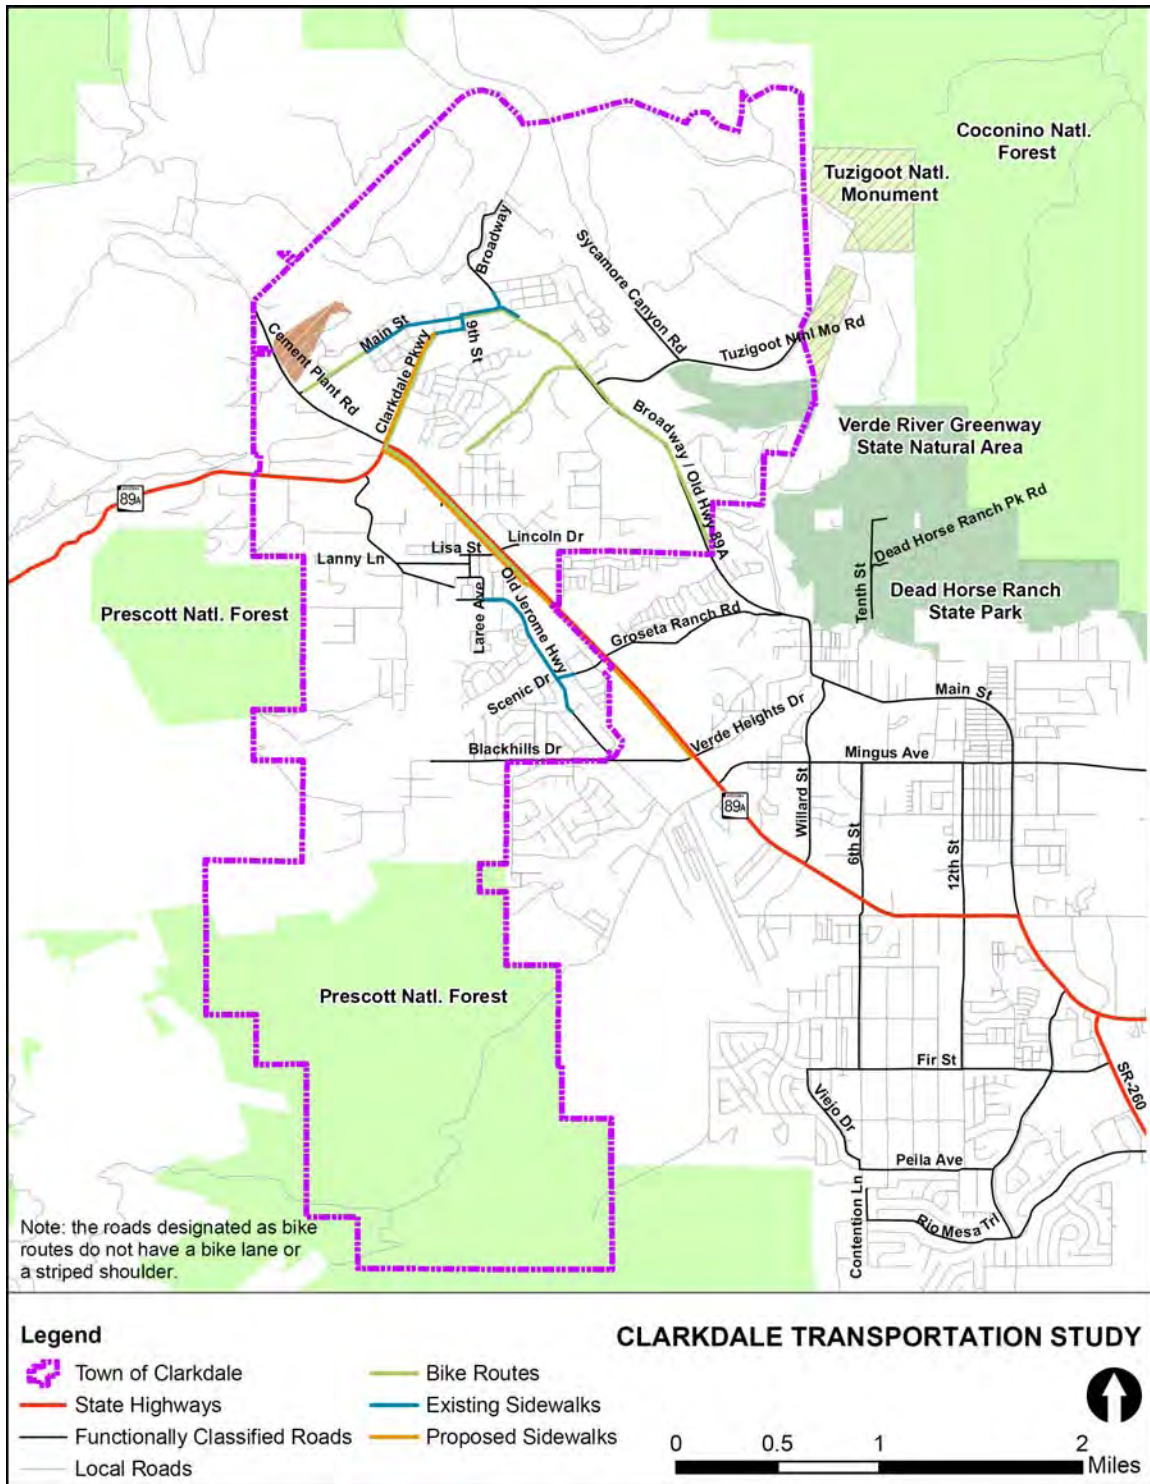 Coconino Natl.
Forest
Tuzigoot Natl.
Monument
Broadway
Sycamore Canyon Rd
Tuzigoot Ntnl Mo Rd
Main St
9th St
Cement Plant Rd
Clarkdale Pkwy
Broadway / Old Hwy 89A
Verde River Greenway
State Natural Area
89A
Dead Horse Ranch Pk Rd
Tenth St
Lincoln Dr
Lisa St
Lanny Ln
Laree Ave
Old Jerome Hwy
Dead Horse Ranch
State Park
Prescott Natl. Forest
Groseta Ranch Rd
Scenic Dr
Main St
Verde Heights Dr
Blackhills Dr
Mingus Ave
89A
Willard St
6th St
12th St
Prescott Natl. Forest
Fir St
SR-260
Viejo Dr
Peila Ave
Contention Ln
Rio Mesa Trl
Note: the roads designated as bike
routes do not have a bike lane or
a striped shoulder.
Legend
CLARKDALE TRANSPORTATION STUDY
Town of Clarkdale
Bike Routes
State Highways
Existing Sidewalks
Functionally Classified Roads
Proposed Sidewalks
Local Roads
0 0.5 1 2
Miles